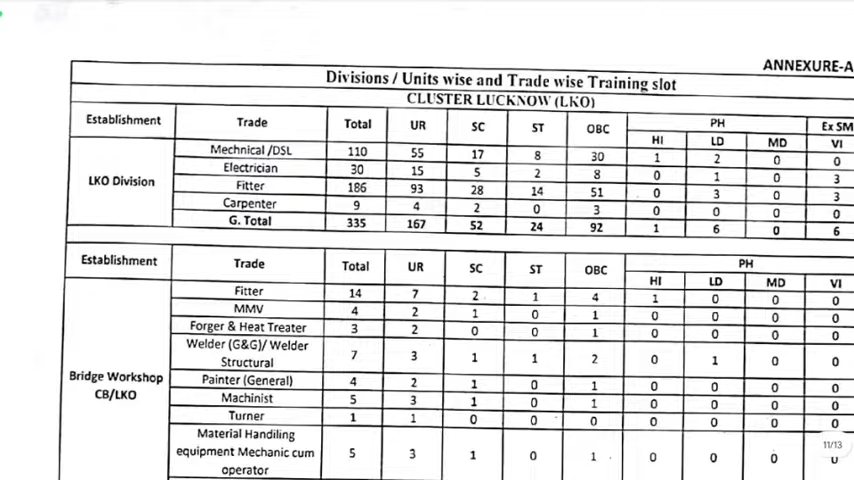 ANNEXURE-A
Divisions / Units wise and Trade wise Training slot
CLUSTER LUCKNOW (LKO)
Establishment Trade Total UR SC ST OBC PH Ex SM
HI LD MD VI
LKO Division
Mechnical /DSL 110 55 17 8 30 1 2 0 0
Electrician 30 15 5 2 8 0 1 0 3
Fitter 186 93 28 14 51 0 3 0 3
Carpenter 9 4 2 0 3 0 0 0 0
G. Total 335 167 52 24 92 1 6 0 6
Establishment Trade Total UR SC ST OBC PH
HI LD MD VI
Bridge Workshop
CB/LKO
Fitter 14 7 2 1 4 1 0 0 0
MMV 4 2 1 0 1 0 0 0 0
Forger & Heat Treater 3 2 0 0 1 0 0 0 0
Welder (G&G)/ Welder
Structural 7 3 1 1 2 0 1 0 0
Painter (General) 4 2 1 0 1 0 0 0 0
Machinist 5 3 1 0 1 0 0 0 0
Turner 1 1 0 0 0 0 0 0 0
Material Handiling
equipment Mechanic cum
operator 5 3 1 0 1 0 0 0 0
11/13